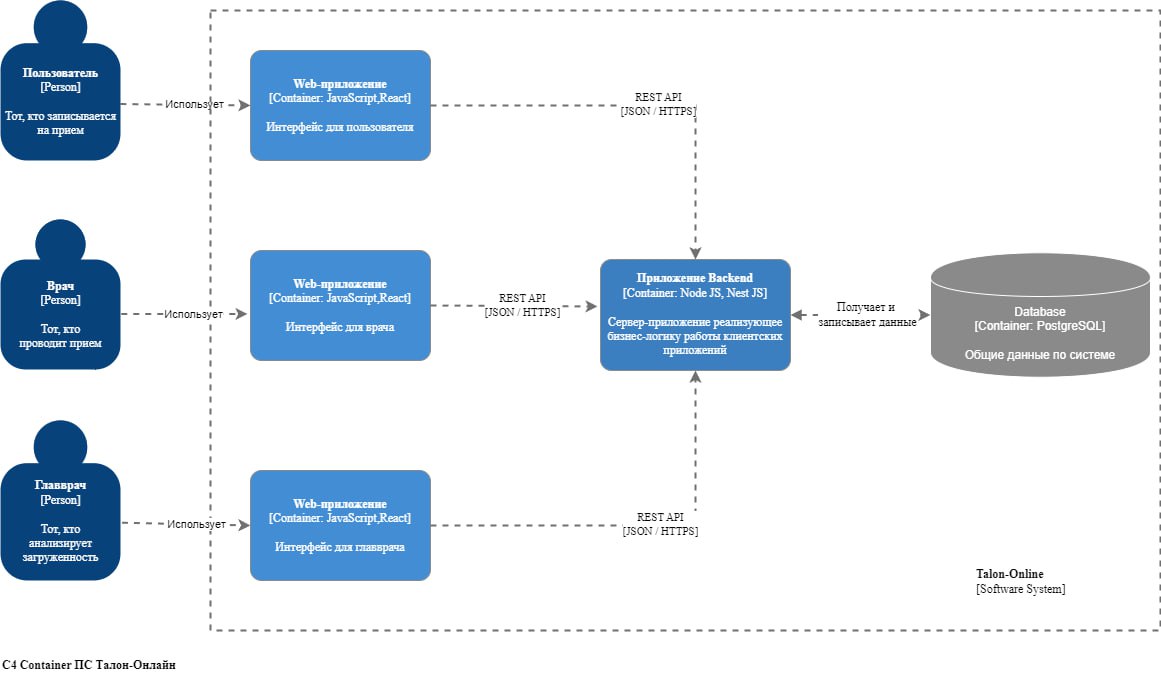 Пользователь
[Person]
Тот, кто записывается
на прием
Использует
Web-приложение
[Container: JavaScript,React]
Интерфейс для пользователя
REST API
[JSON / HTTPS]
Врач
[Person]
Тот, кто
проводит прием
Использует
Web-приложение
[Container: JavaScript,React]
Интерфейс для врача
REST API
[JSON / HTTPS]
Приложение Backend
[Container: Node JS, Nest JS]
Сервер-приложение реализующее
бизнес-логику работы клиентских
приложений
Получает и
записывает данные
Database
[Container: PostgreSQL]
Общие данные по системе
Главврач
[Person]
Тот, кто
анализирует
загруженность
Использует
Web-приложение
[Container: JavaScript,React]
Интерфейс для главврача
REST API
[JSON / HTTPS]
Talon-Online
[Software System]
C4 Container ПС Талон-Онлайн